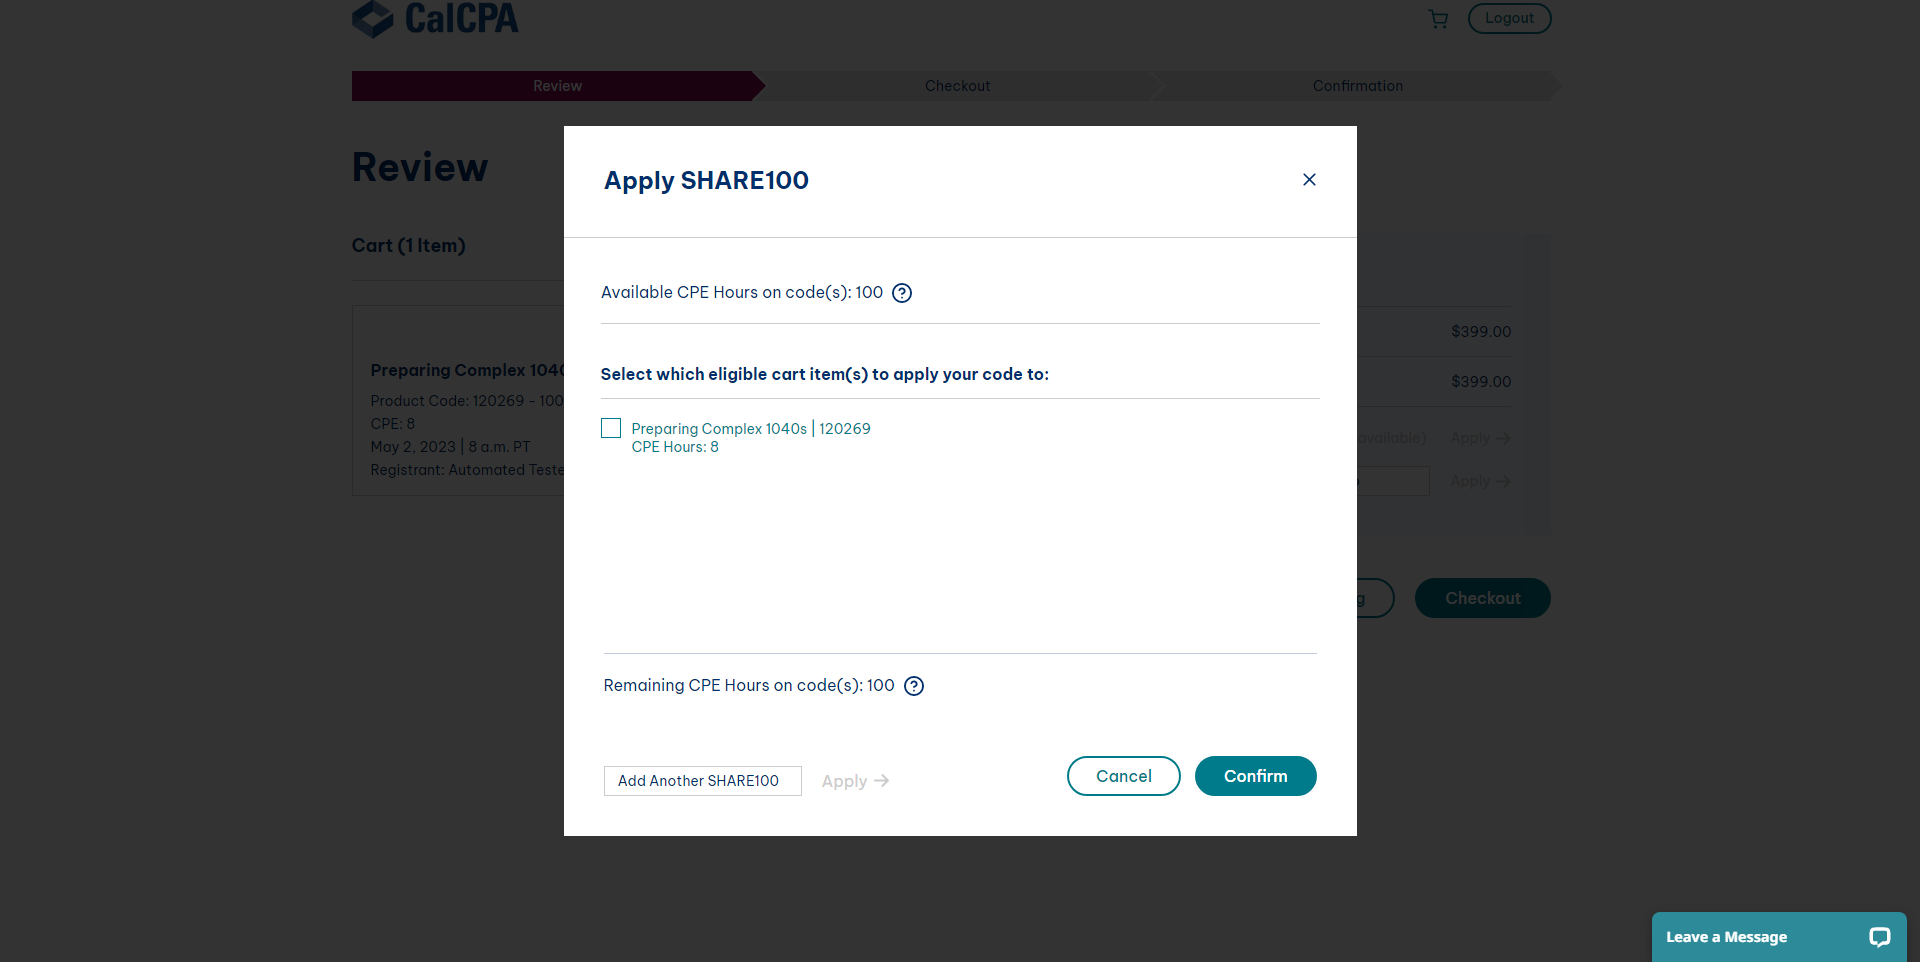 CalCPA
Logout
Review
Checkout
Confirmation
Review
Cart (1 Item)
Preparing Complex 1040
Product Code: 120269 - 100
CPE: 8
May 2, 2023 | 8 a.m. PT
Registrant: Automated Teste
$399.00
$399.00
available)
Apply
Apply
Checkout
Apply SHARE100
Available CPE Hours on code(s): 100
Select which eligible cart item(s) to apply your code to:
Preparing Complex 1040s | 120269
CPE Hours: 8
Remaining CPE Hours on code(s): 100
Add Another SHARE100
Apply
Cancel
Confirm
Leave a Message